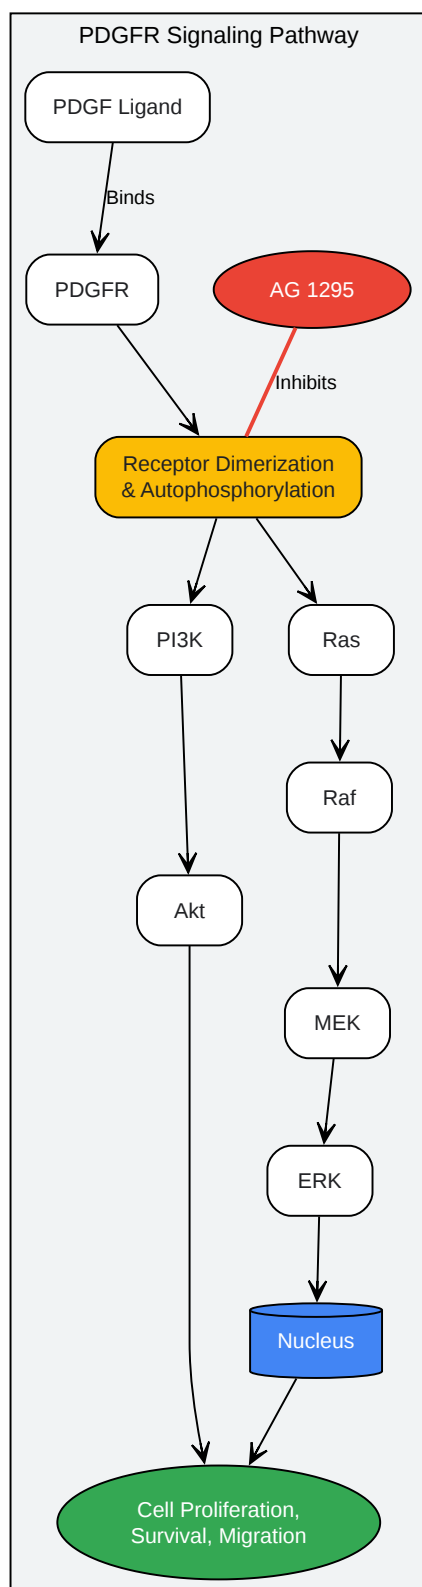 PDGFR Signaling Pathway
PDGF Ligand
Binds
PDGFR
AG 1295
Inhibits
Receptor Dimerization
& Autophosphorylation
PI3K
Ras
Raf
Akt
MEK
ERK
Nucleus
Cell Proliferation,
Survival, Migration